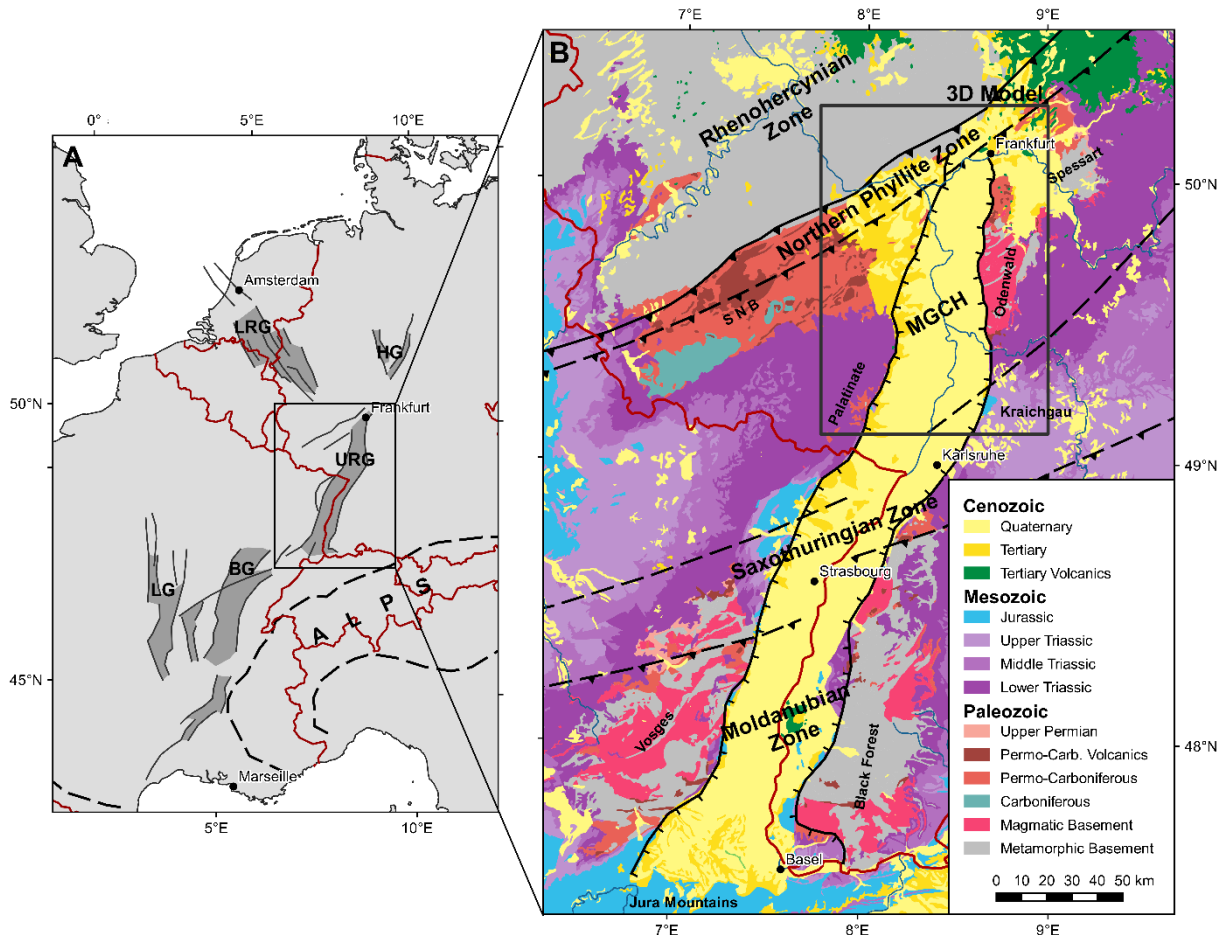 0°
5°E
10°E
A
Amsterdam
LRG
HG
50°N
Frankfurt
URG
LG
BG
A L P S
45°N
Marseille
5°E
10°E
7°E
8°E
9°E
B
3D Model
Rhenohercynian
Zone
Northern Phyllite Zone
Frankfurt
Spessart
50°N
SNB
MGCH
Odenwald
Palatinate
Kraichgau
Karlsruhe
49°N
Saxothuringian Zone
Strasbourg
Vosges
Moldanubian
Zone
Black Forest
48°N
Basel
Jura Mountains
7°E
8°E
9°E
Cenozoic
Quaternary
Tertiary
Tertiary Volcanics
Mesozoic
Jurassic
Upper Triassic
Middle Triassic
Lower Triassic
Paleozoic
Upper Permian
Permo-Carb. Volcanics
Permo-Carboniferous
Carboniferous
Magmatic Basement
Metamorphic Basement
0 10 20 30 40 50 km